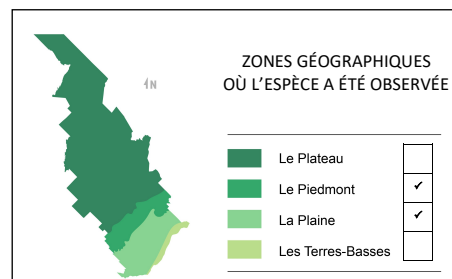 ZONES GÉOGRAPHIQUES
OÙ L'ESPÈCE A ÉTÉ OBSERVÉE
N
Le Plateau
Le Piedmont ✓
La Plaine ✓
Les Terres-Basses